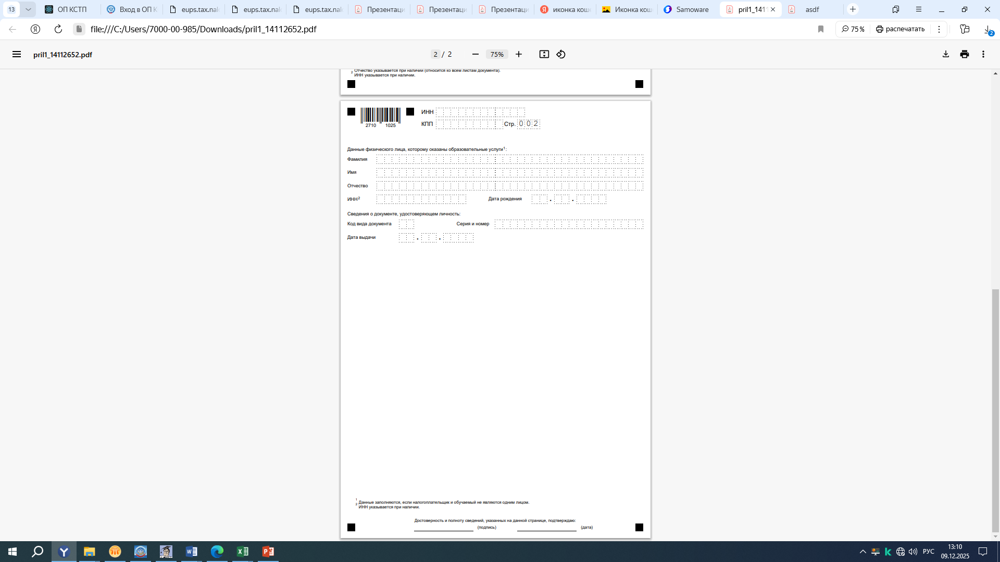 13
ОП КСТП
Вход в ОП К
eups.tax.nal
eups.tax.nal
eups.tax.nal
Презентаци
Презентаци
Презентаци
иконка коше
Иконка кош
Samoware
pril1_1411
asdf
file:///C:/Users/7000-00-985/Downloads/pril1_14112652.pdf
75%
распечатать
2
pril1_14112652.pdf
2 / 2
75%
2 Отчество указывается при наличии (относится ко всем листам документа).
ИНН указывается при наличии.
2710 1025
ИНН
КПП
Стр. 002
Данные физического лица, которому оказаны образовательные услуги1:
Фамилия
Имя
Отчество
ИНН2
Дата рождения . .
Сведения о документе, удостоверяющем личность:
Код вида документа
Серия и номер
Дата выдачи . .
1 Данные заполняются, если налогоплательщик и обучаемый не являются одним лицом.
2 ИНН указывается при наличии.
Достоверность и полноту сведений, указанных на данной странице, подтверждаю:
(подпись) (дата)
РУС
13:10
09.12.2025